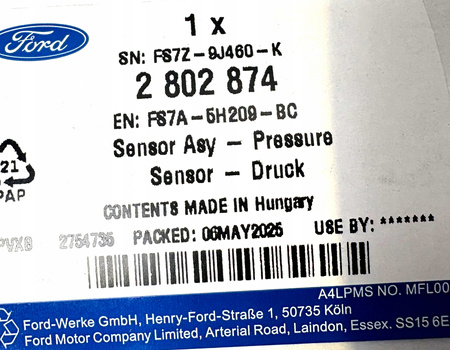 Ford
1 x
SN: FS7Z-9J460-K
2 802 874
EN: FS7A-5H209-BC
Sensor Asy - Pressure
Sensor - Druck
21
PAP
CONTENTS MADE IN Hungary
2754735 PACKED: 06MAY2025 USE BY: *******
A4LPMS NO. MFL00
Ford-Werke GmbH, Henry-Ford-Straße 1, 50735 Köln
Ford Motor Company Limited, Arterial Road, Laindon, Essex. SS15 6E